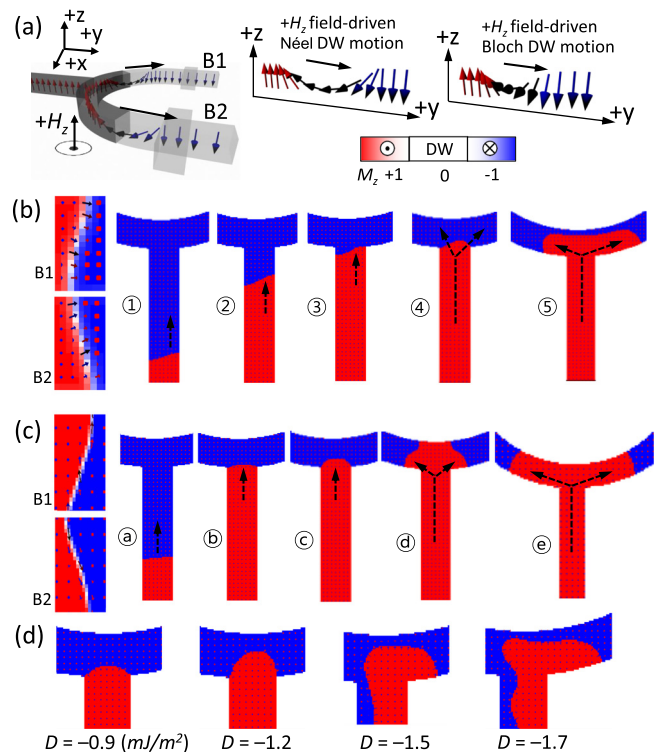 (a)
+z
+y
+x
B1
B2
+Hz
+z
+Hz field-driven
Néel DW motion
+y
+z
+Hz field-driven
Bloch DW motion
+y
DW
Mz +1 0 -1
(b)
B1
B2
① ② ③ ④ ⑤
(c)
B1
B2
ⓐ ⓑ ⓒ ⓓ ⓔ
(d)
D = −0.9 (mJ/m²) D = −1.2 D = −1.5 D = −1.7